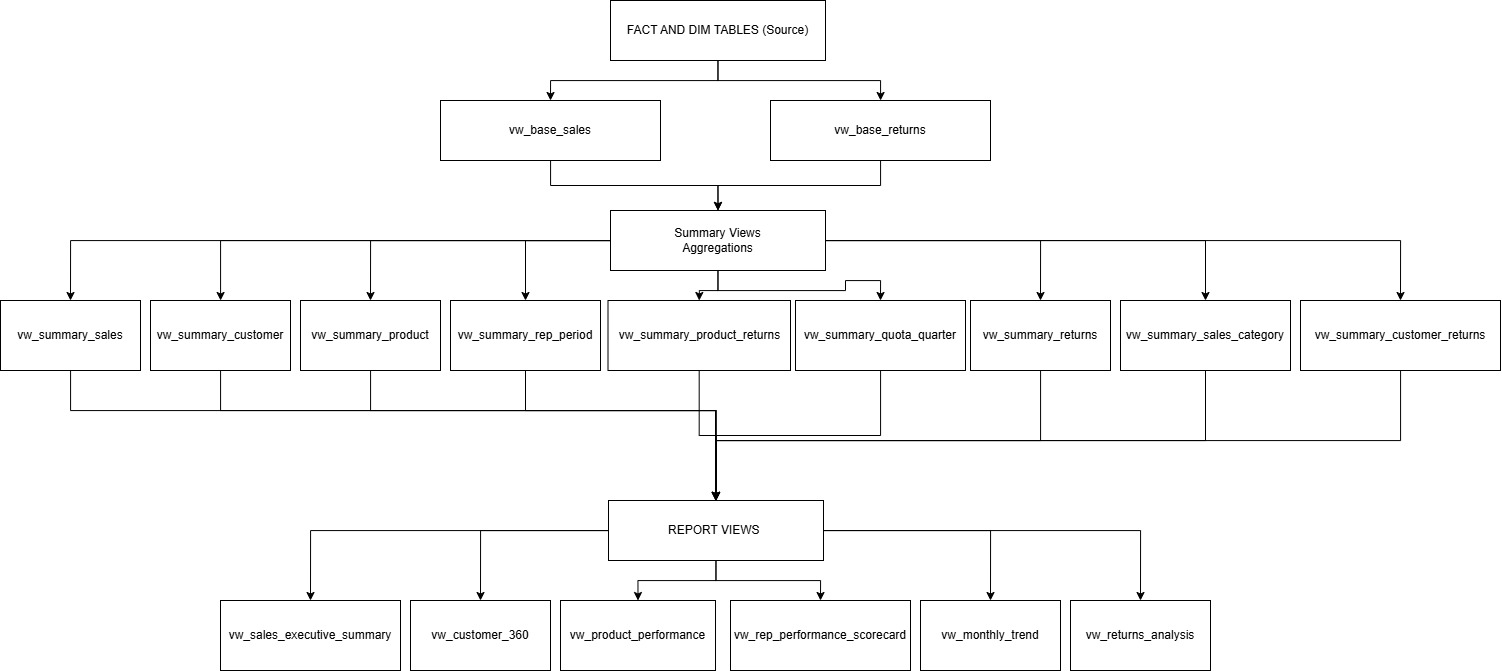 FACT AND DIM TABLES (Source)
vw_base_sales
vw_base_returns
Summary Views
Aggregations
vw_summary_sales
vw_summary_customer
vw_summary_product
vw_summary_rep_period
vw_summary_product_returns
vw_summary_quota_quarter
vw_summary_returns
vw_summary_sales_category
vw_summary_customer_returns
REPORT VIEWS
vw_sales_executive_summary
vw_customer_360
vw_product_performance
vw_rep_performance_scorecard
vw_monthly_trend
vw_returns_analysis